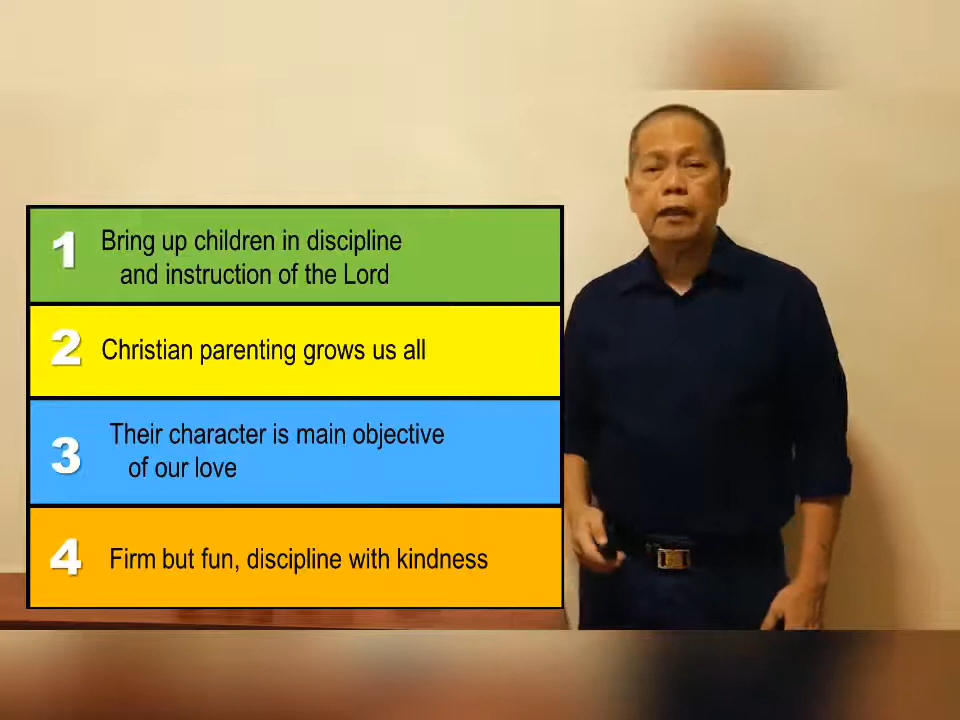 1 Bring up children in discipline
and instruction of the Lord
2 Christian parenting grows us all
3 Their character is main objective
of our love
4 Firm but fun, discipline with kindness